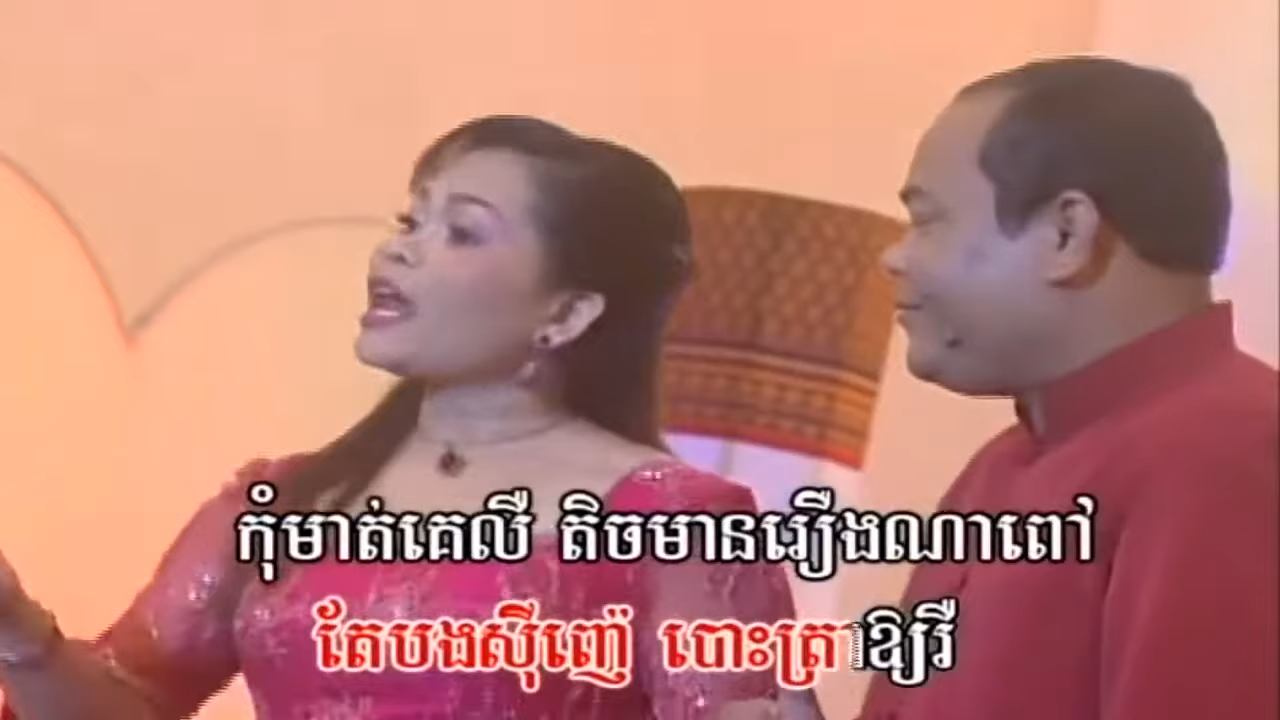 កុំមាត់គេលឺ តិចមានរឿងណាពៅ
តែបងស៊ីញ៉េ បោះត្រាឱ្យរឺ